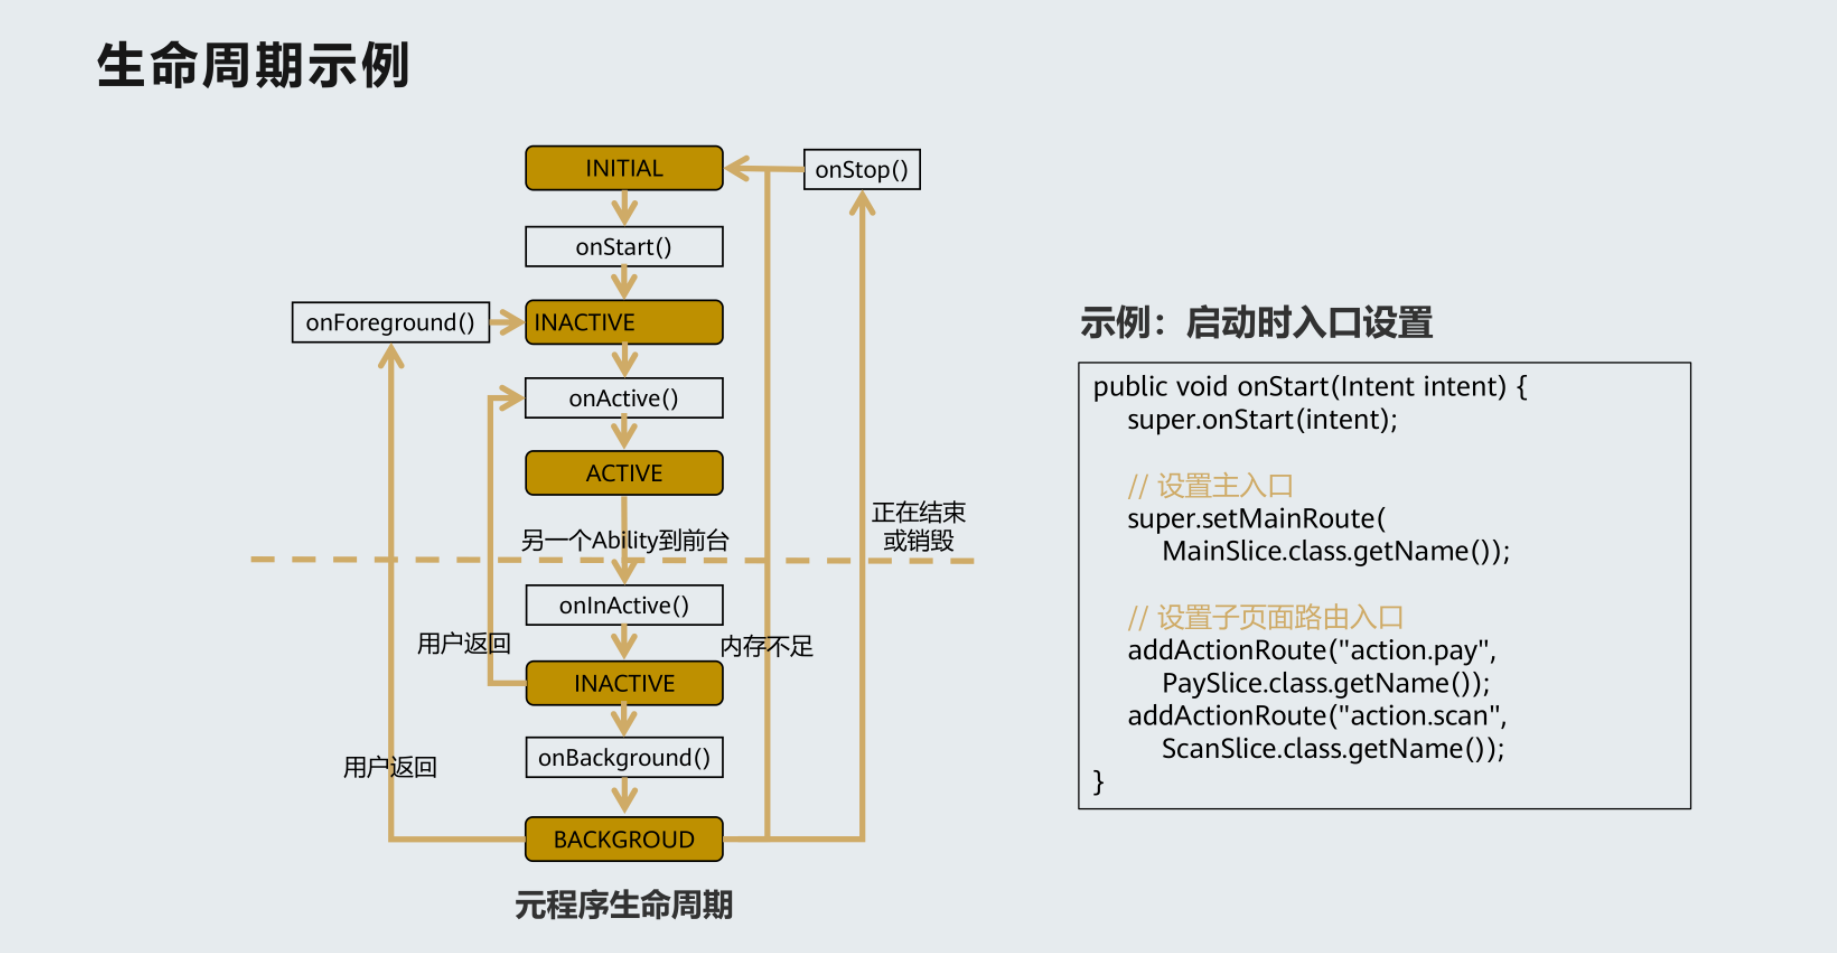 生命周期示例
INITIAL
onStop()
onStart()
onForeground()
INACTIVE
onActive()
ACTIVE
另一个Ability到前台
正在结束
或销毁
onInActive()
用户返回
内存不足
INACTIVE
onBackground()
用户返回
BACKGROUD
元程序生命周期
示例：启动时入口设置
public void onStart(Intent intent) {
super.onStart(intent);
// 设置主入口
super.setMainRoute(
MainSlice.class.getName());
// 设置子页面路由入口
addActionRoute("action.pay",
PaySlice.class.getName());
addActionRoute("action.scan",
ScanSlice.class.getName());
}